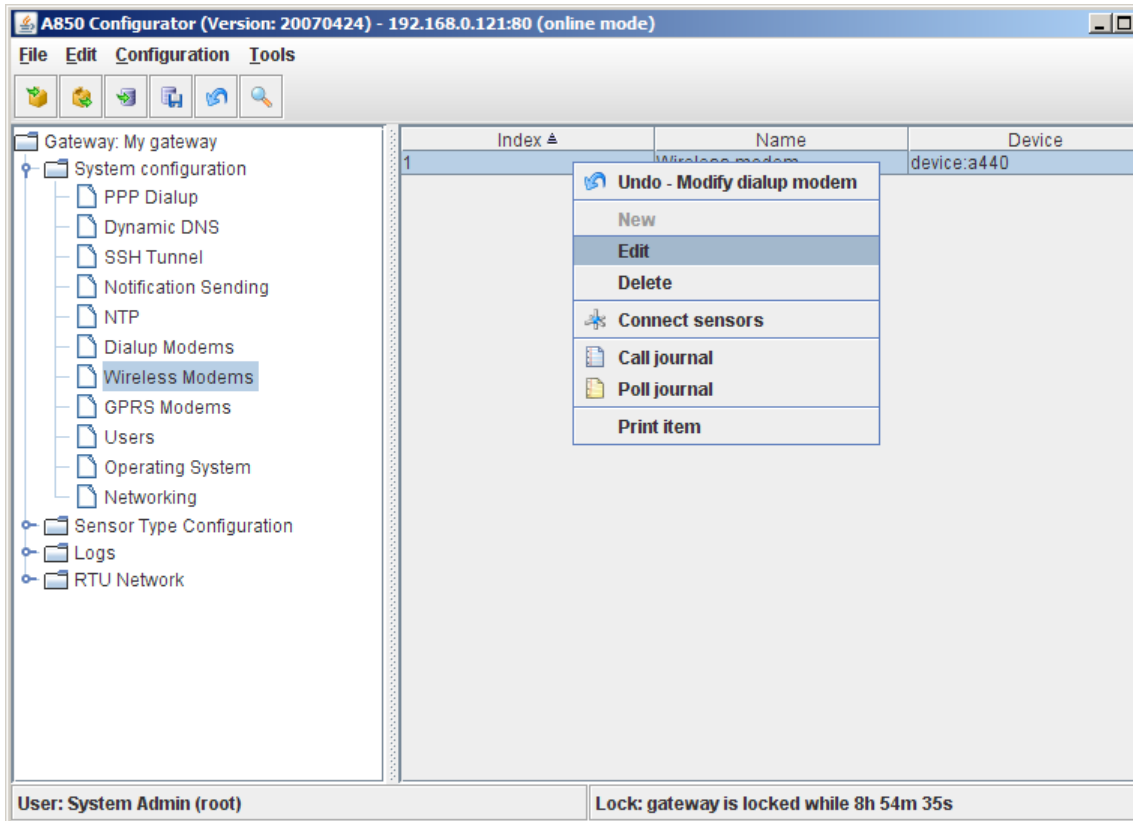 A850 Configurator (Version: 20070424) - 192.168.0.121:80 (online mode)
File Edit Configuration Tools
Gateway: My gateway
System configuration
PPP Dialup
Dynamic DNS
SSH Tunnel
Notification Sending
NTP
Dialup Modems
Wireless Modems
GPRS Modems
Users
Operating System
Networking
Sensor Type Configuration
Logs
RTU Network
Index Name Device
1 Wireless modem device:a440
Undo - Modify dialup modem
New
Edit
Delete
Connect sensors
Call journal
Poll journal
Print item
User: System Admin (root)
Lock: gateway is locked while 8h 54m 35s